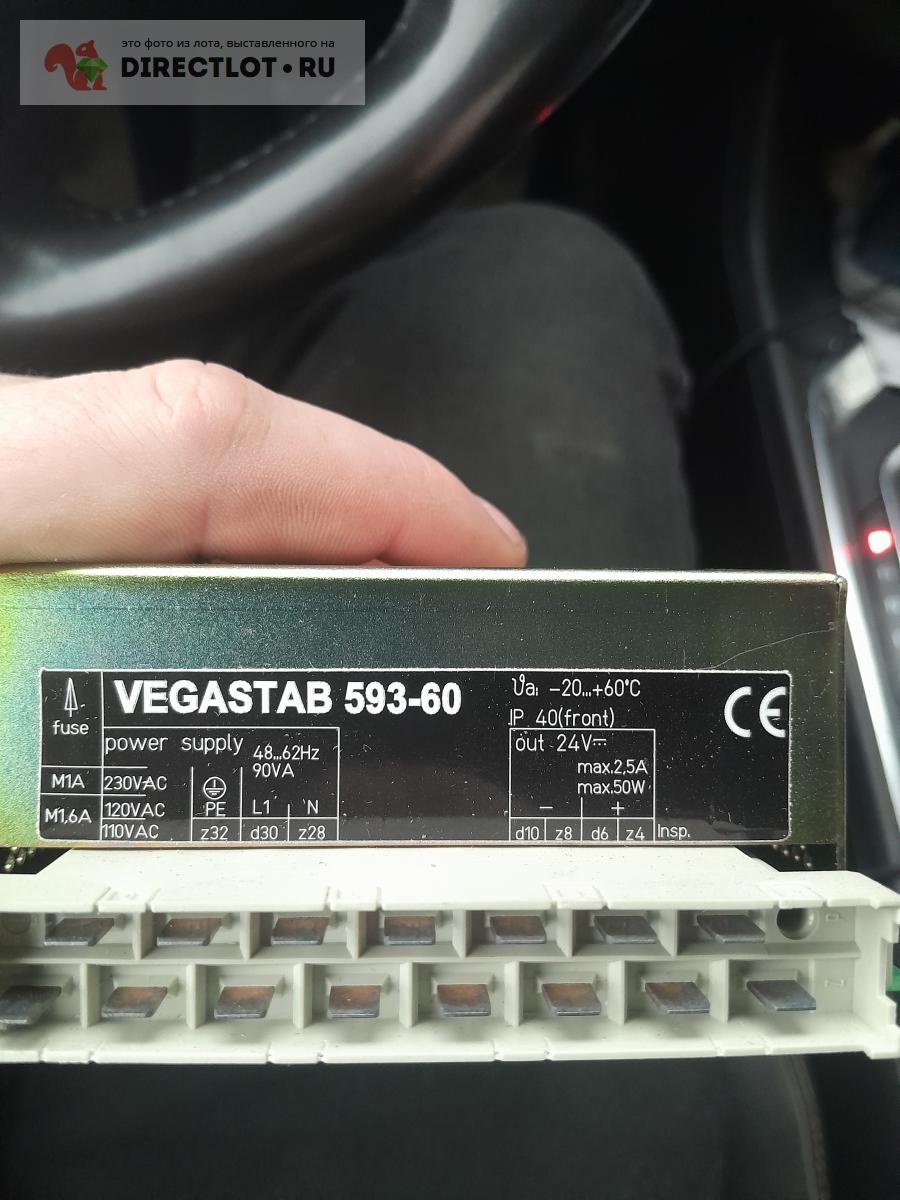 это фото из лота, выставленного на
DIRECTLOT•RU
VEGASTAB 593-60
fuse
power supply
48...62Hz
90VA
M1A
230VAC
M1,6A
120VAC
110VAC
PE
L1
N
z32
d30
z28
ϑa: -20...+60°C
IP 40(front)
out 24V⎓
max.2,5A
max.50W
- +
d10
z8
d6
z4
Insp.
CE